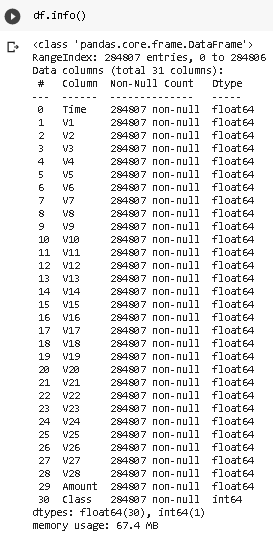 df.info()
<class 'pandas.core.frame.DataFrame'>
RangeIndex: 284807 entries, 0 to 284806
Data columns (total 31 columns):
 #   Column  Non-Null Count   Dtype
---  ------  --------------   -----
 0   Time    284807 non-null  float64
 1   V1      284807 non-null  float64
 2   V2      284807 non-null  float64
 3   V3      284807 non-null  float64
 4   V4      284807 non-null  float64
 5   V5      284807 non-null  float64
 6   V6      284807 non-null  float64
 7   V7      284807 non-null  float64
 8   V8      284807 non-null  float64
 9   V9      284807 non-null  float64
 10  V10     284807 non-null  float64
 11  V11     284807 non-null  float64
 12  V12     284807 non-null  float64
 13  V13     284807 non-null  float64
 14  V14     284807 non-null  float64
 15  V15     284807 non-null  float64
 16  V16     284807 non-null  float64
 17  V17     284807 non-null  float64
 18  V18     284807 non-null  float64
 19  V19     284807 non-null  float64
 20  V20     284807 non-null  float64
 21  V21     284807 non-null  float64
 22  V22     284807 non-null  float64
 23  V23     284807 non-null  float64
 24  V24     284807 non-null  float64
 25  V25     284807 non-null  float64
 26  V26     284807 non-null  float64
 27  V27     284807 non-null  float64
 28  V28     284807 non-null  float64
 29  Amount  284807 non-null  float64
 30  Class   284807 non-null  int64
dtypes: float64(30), int64(1)
memory usage: 67.4 MB